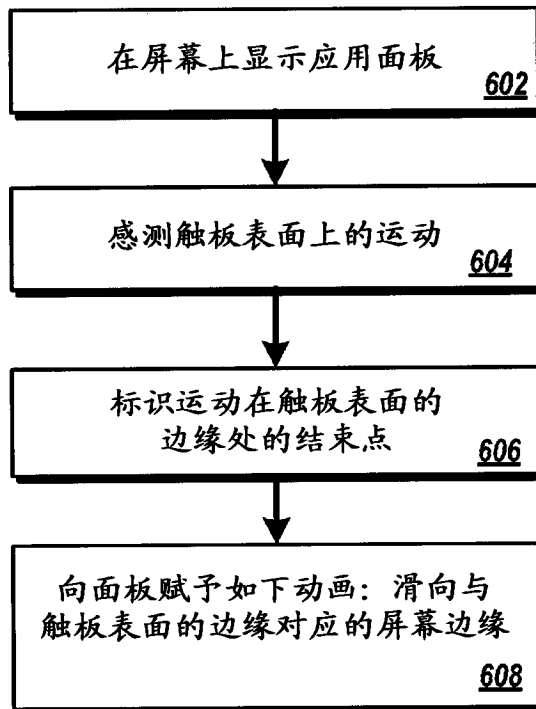 在屏幕上显示应用面板
602
感测触板表面上的运动
604
标识运动在触板表面的
边缘处的结束点
606
向面板赋予如下动画：滑向与
触板表面的边缘对应的屏幕边缘
608